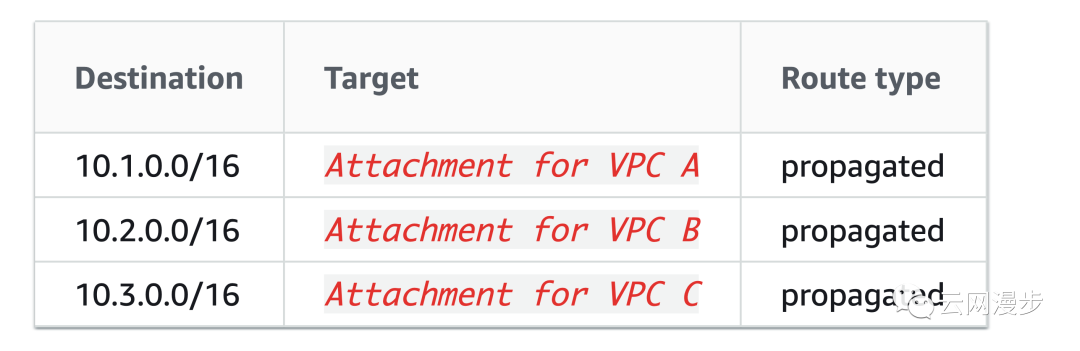 Destination Target Route type
10.1.0.0/16 Attachment for VPC A propagated
10.2.0.0/16 Attachment for VPC B propagated
10.3.0.0/16 Attachment for VPC C propagated
云网漫步